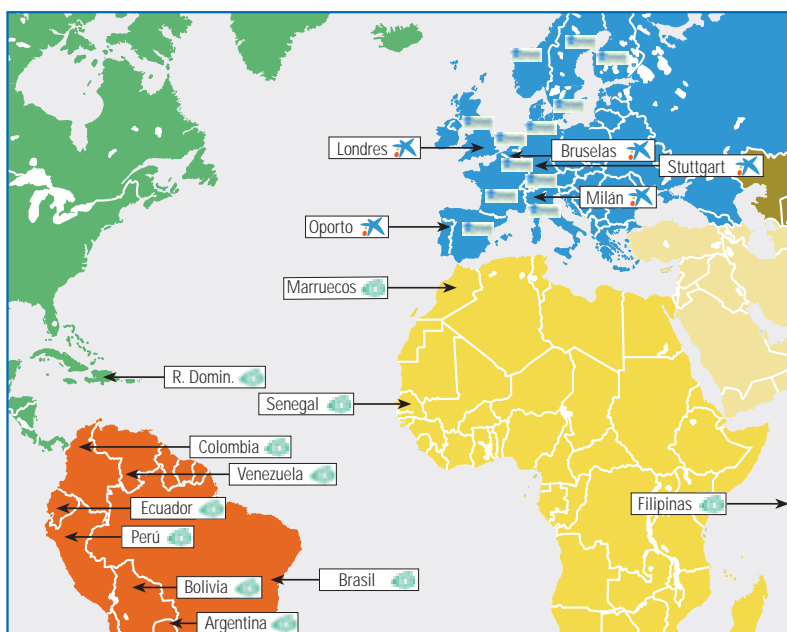 Londres
Bruselas
Stuttgart
Milán
Oporto
Marruecos
R. Domin.
Senegal
Colombia
Venezuela
Ecuador
Filipinas
Perú
Bolivia
Brasil
Argentina